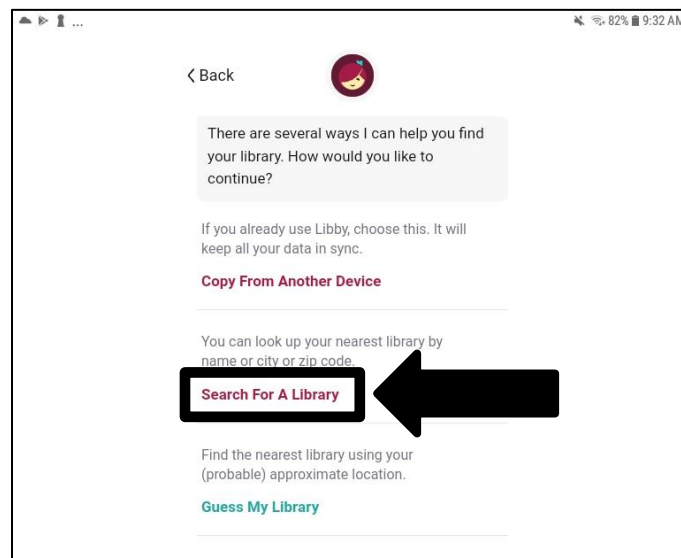 ... 82% 9:32 AM
Back
There are several ways I can help you find
your library. How would you like to
continue?
If you already use Libby, choose this. It will
keep all your data in sync.
Copy From Another Device
You can look up your nearest library by
name or city or zip code.
Search For A Library
Find the nearest library using your
(probable) approximate location.
Guess My Library